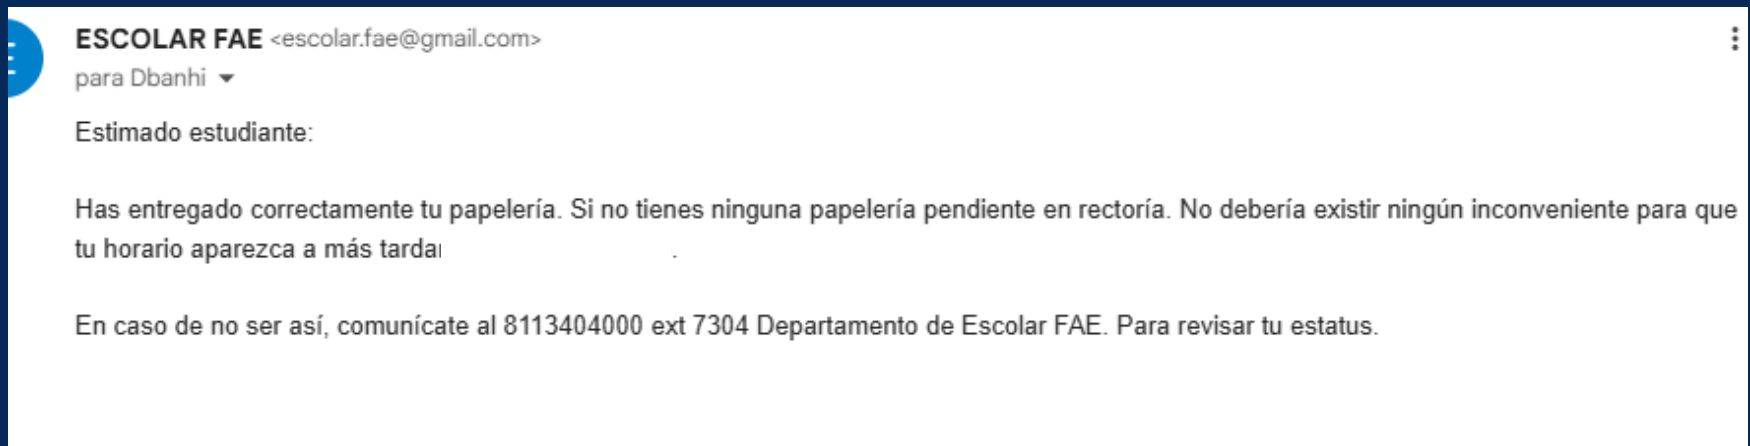 ESCOLAR FAE <escolar.fae@gmail.com>
para Dbanhi
Estimado estudiante:
Has entregado correctamente tu papelería. Si no tienes ninguna papelería pendiente en rectoría. No debería existir ningún inconveniente para que
tu horario aparezca a más tardar .
En caso de no ser así, comunícate al 8113404000 ext 7304 Departamento de Escolar FAE. Para revisar tu estatus.